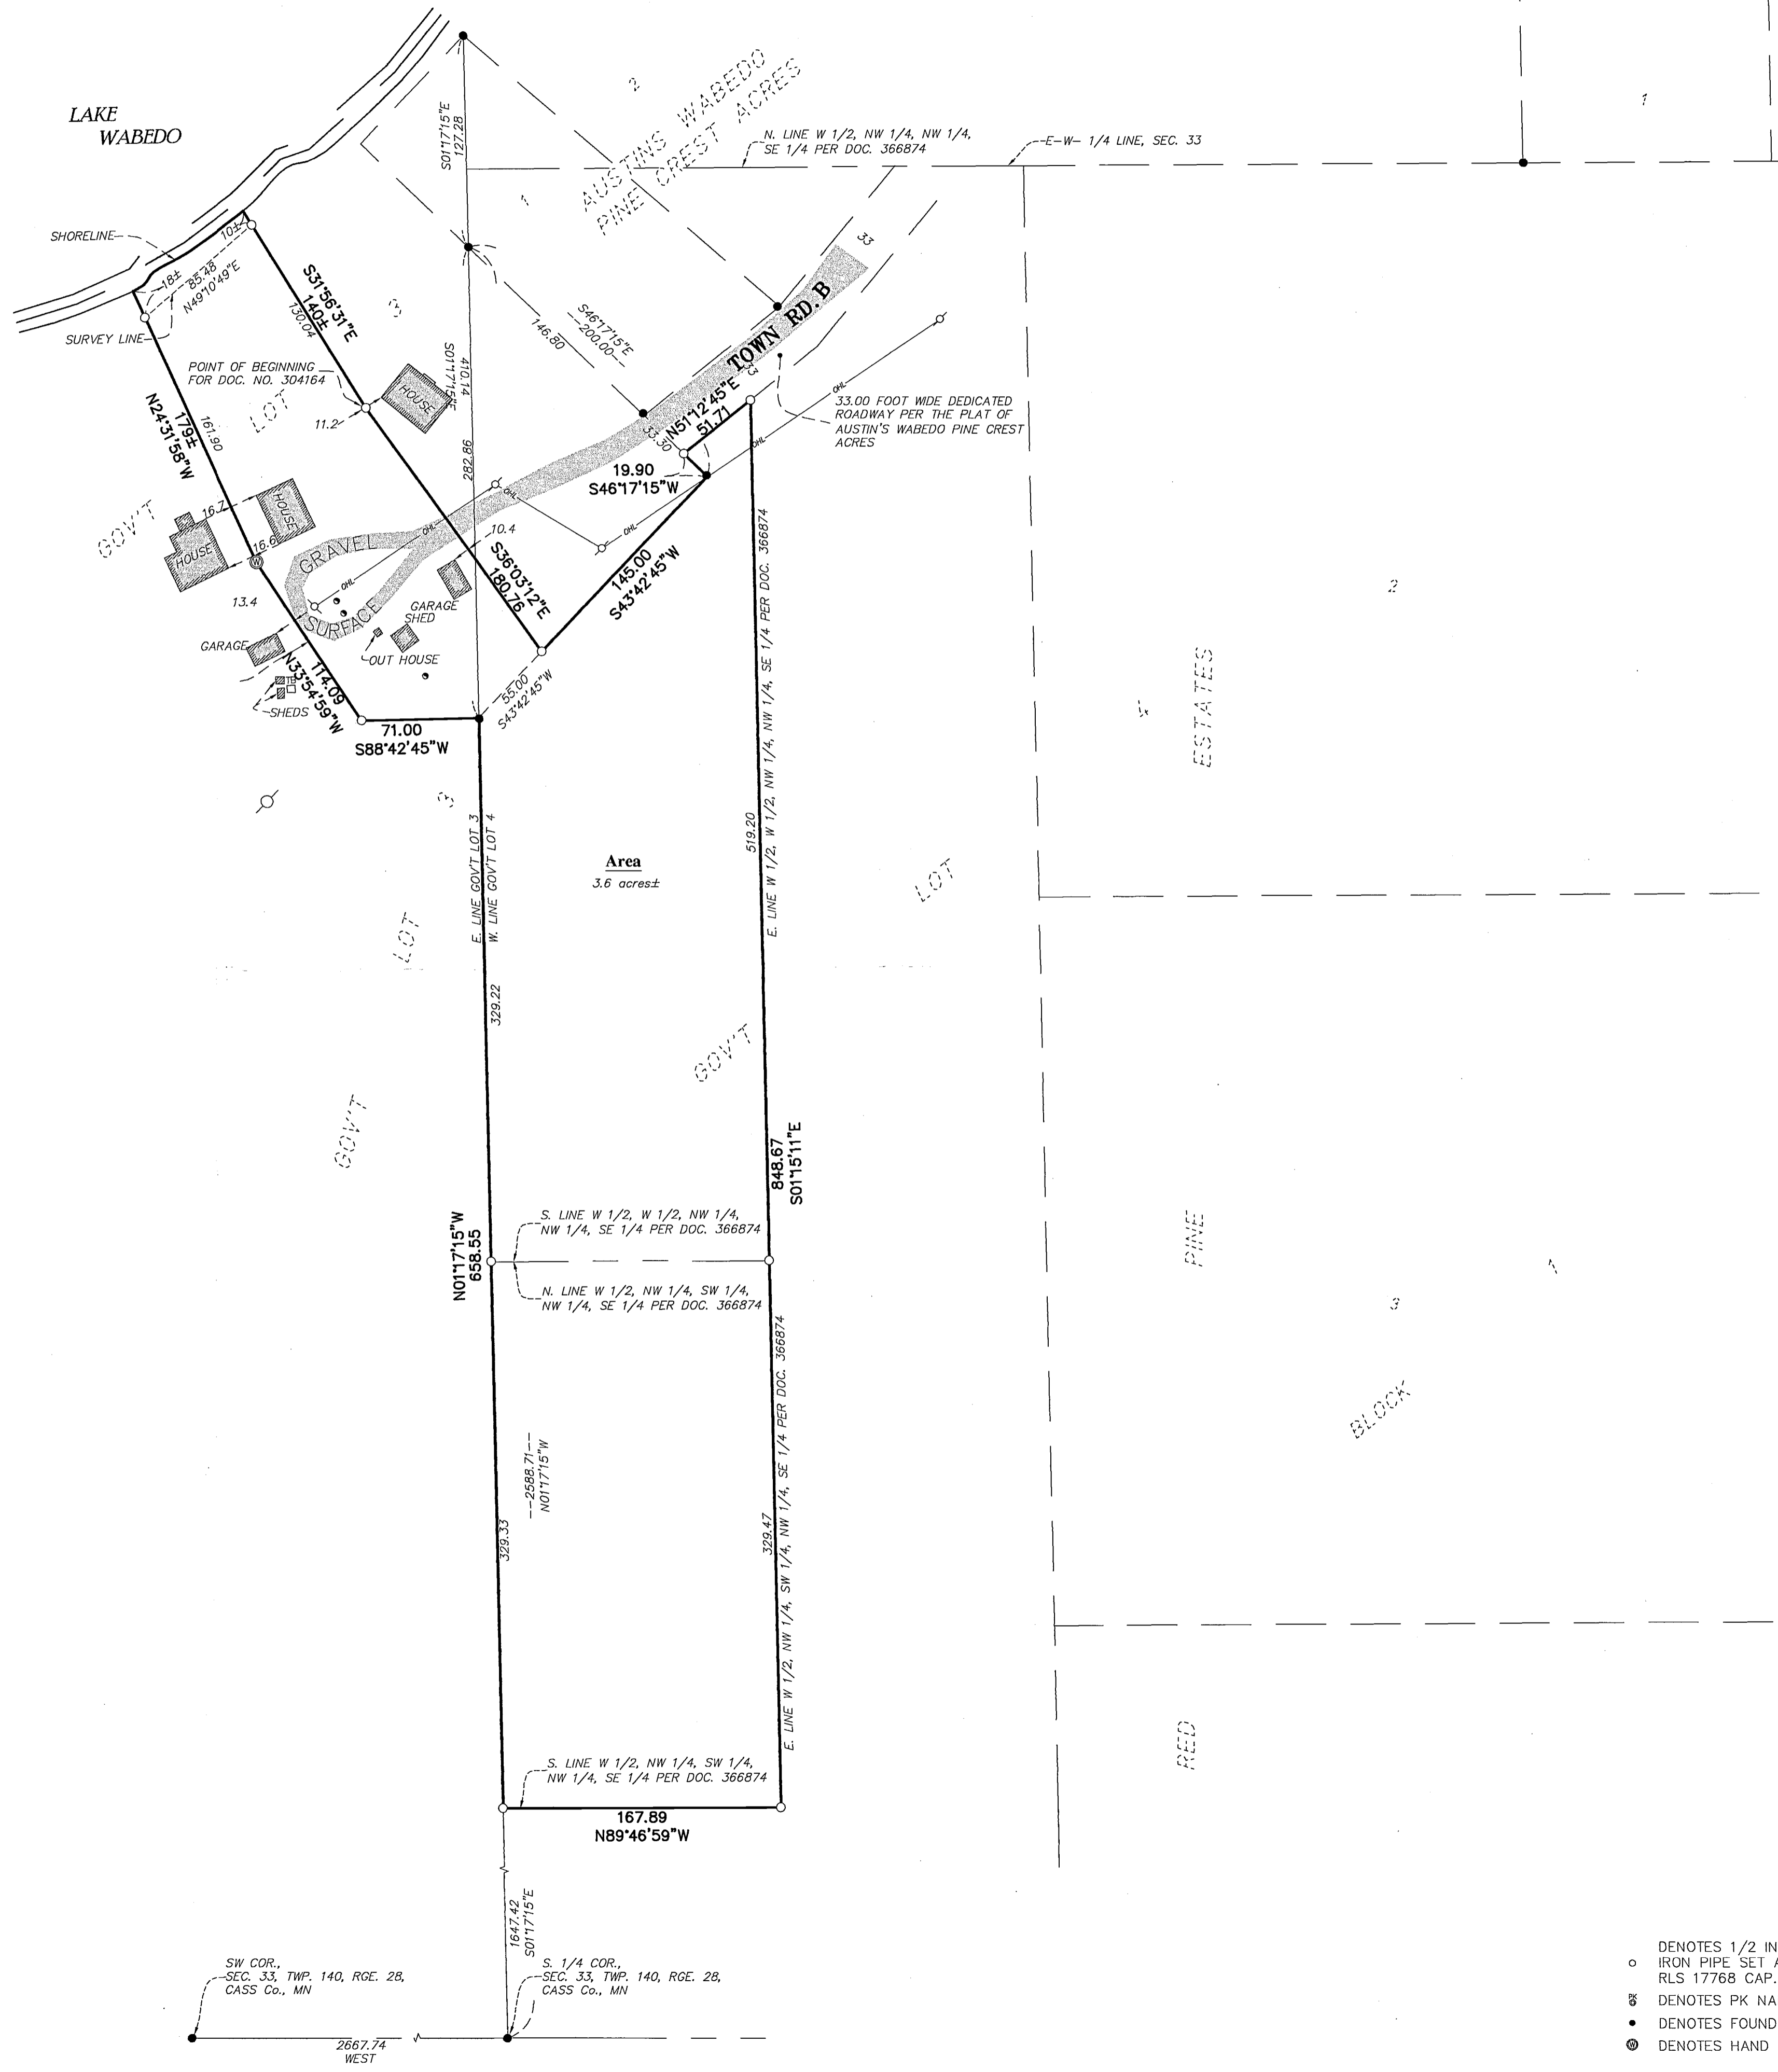 LAKE
WABEDO
S01°17'15"E
127.28
2
AUSTINS WABEDO
PINE CREST ACRES
N. LINE W 1/2, NW 1/4, NW 1/4,
SE 1/4 PER DOC. 366874
E-W- 1/4 LINE, SEC. 33
1
1
SHORELINE
10±
18±
85.48
N49°10'49"E
SURVEY LINE
S31°56'31"E
140±
130.04
3
33
TOWN RD. B
33
S46°17'15"E
--200.00--
146.80
410.14
S01°17'15"E
282.86
POINT OF BEGINNING
FOR DOC. NO. 304164
LOT
11.2
HOUSE
N24°31'58"W
179±
161.90
33.30
N51°12'45"E
51.71
33.00 FOOT WIDE DEDICATED
ROADWAY PER THE PLAT OF
AUSTIN'S WABEDO PINE CREST
ACRES
OHL
OHL
OHL
OHL
OHL
OHL
19.90
S46°17'15"W
GOV'T
16.7
HOUSE
HOUSE
16.6
W
GRAVEL
SURFACE
10.4
S36°03'12"E
180.76
145.00
S43°42'45"W
13.4
GARAGE
SHED
GARAGE
OUT HOUSE
TB
SHEDS
N33°54'59"W
114.09
55.00
S43°42'45"W
71.00
S88°42'45"W
E. LINE W 1/2, W 1/2, NW 1/4, NW 1/4, SE 1/4 PER DOC. 366874
519.20
2
4
ESTATES
3
E. LINE GOV'T LOT 3
W. LINE GOV'T LOT 4
Area
3.6 acres±
LOT
LOT
329.22
GOV'T
GOV'T
848.67
S01°15'11"E
N01°17'15"W
658.55
S. LINE W 1/2, W 1/2, NW 1/4,
NW 1/4, SE 1/4 PER DOC. 366874
N. LINE W 1/2, NW 1/4, SW 1/4,
NW 1/4, SE 1/4 PER DOC. 366874
PINE
1
3
BLOCK
--2588.71--
N01°17'15"W
329.33
329.47
E. LINE W 1/2, NW 1/4, SW 1/4, NW 1/4, SE 1/4 PER DOC. 366874
RED
S. LINE W 1/2, NW 1/4, SW 1/4,
NW 1/4, SE 1/4 PER DOC. 366874
167.89
N89°46'59"W
1647.42
S01°17'15"E
SW COR.,
SEC. 33, TWP. 140, RGE. 28,
CASS Co., MN
S. 1/4 COR.,
SEC. 33, TWP. 140, RGE. 28,
CASS Co., MN
2667.74
WEST
DENOTES 1/2 IN
IRON PIPE SET A
RLS 17768 CAP.
PK DENOTES PK NA
DENOTES FOUND
W DENOTES HAND